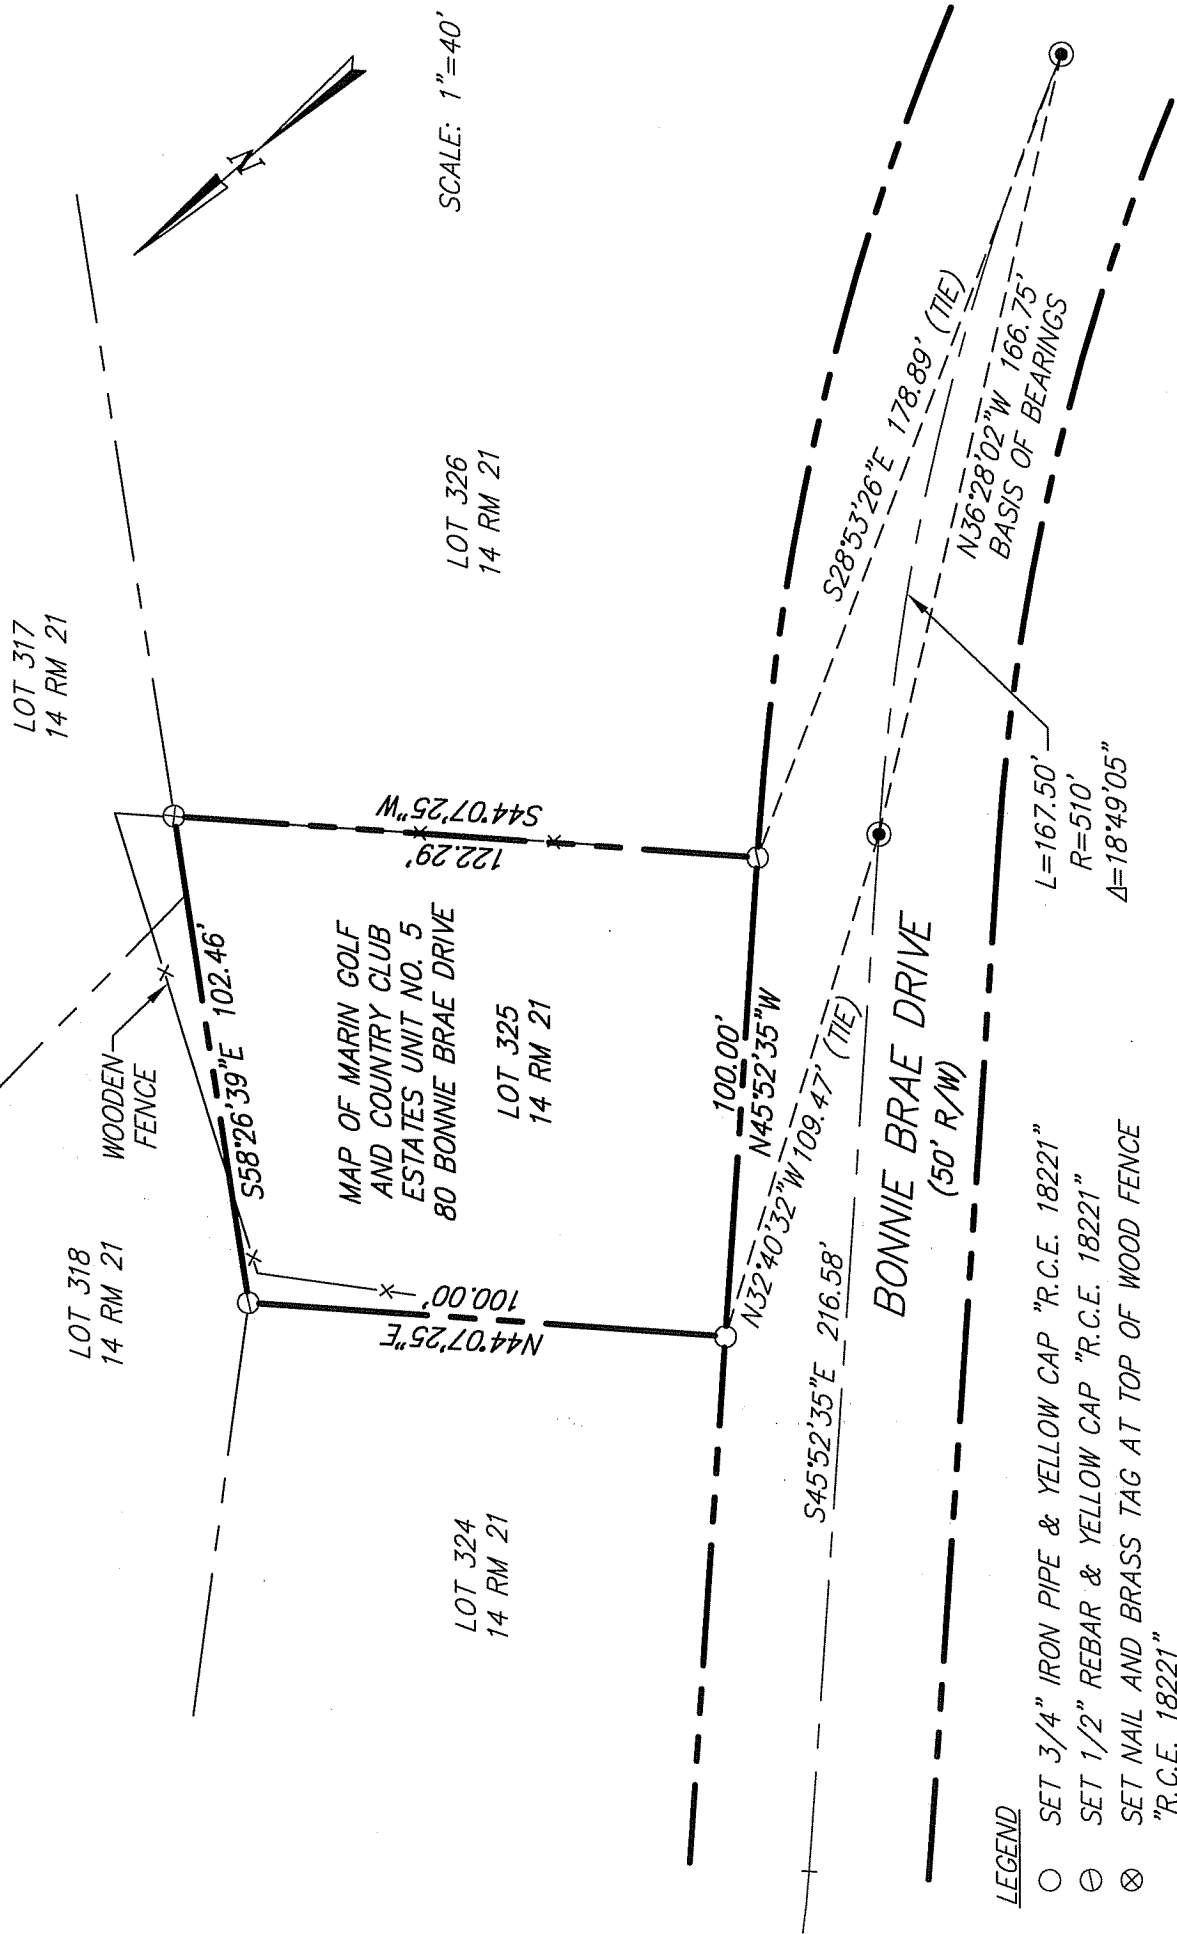 LOT 318
14 RM 21
LOT 317
14 RM 21
WOODEN
FENCE
N
SCALE: 1"=40'
S58°26'39"E 102.46'
MAP OF MARIN GOLF
AND COUNTRY CLUB
ESTATES UNIT NO. 5
80 BONNIE BRAE DRIVE
LOT 325
14 RM 21
N44°07'25"E
100.00'
S44°07'25"W
122.29'
LOT 324
14 RM 21
LOT 326
14 RM 21
100.00'
N45°52'35"W
N32°40'32"W 109.47' (TIE)
S28°53'26"E 178.89' (TIE)
S45°52'35"E 216.58'
N36°28'02"W 166.75'
BASIS OF BEARINGS
BONNIE BRAE DRIVE
(50' R/W)
L=167.50'
R=510'
Δ=18°49'05"
LEGEND
SET 3/4" IRON PIPE & YELLOW CAP "R.C.E. 18221"
SET 1/2" REBAR & YELLOW CAP "R.C.E. 18221"
SET NAIL AND BRASS TAG AT TOP OF WOOD FENCE
"R.C.E. 18221"